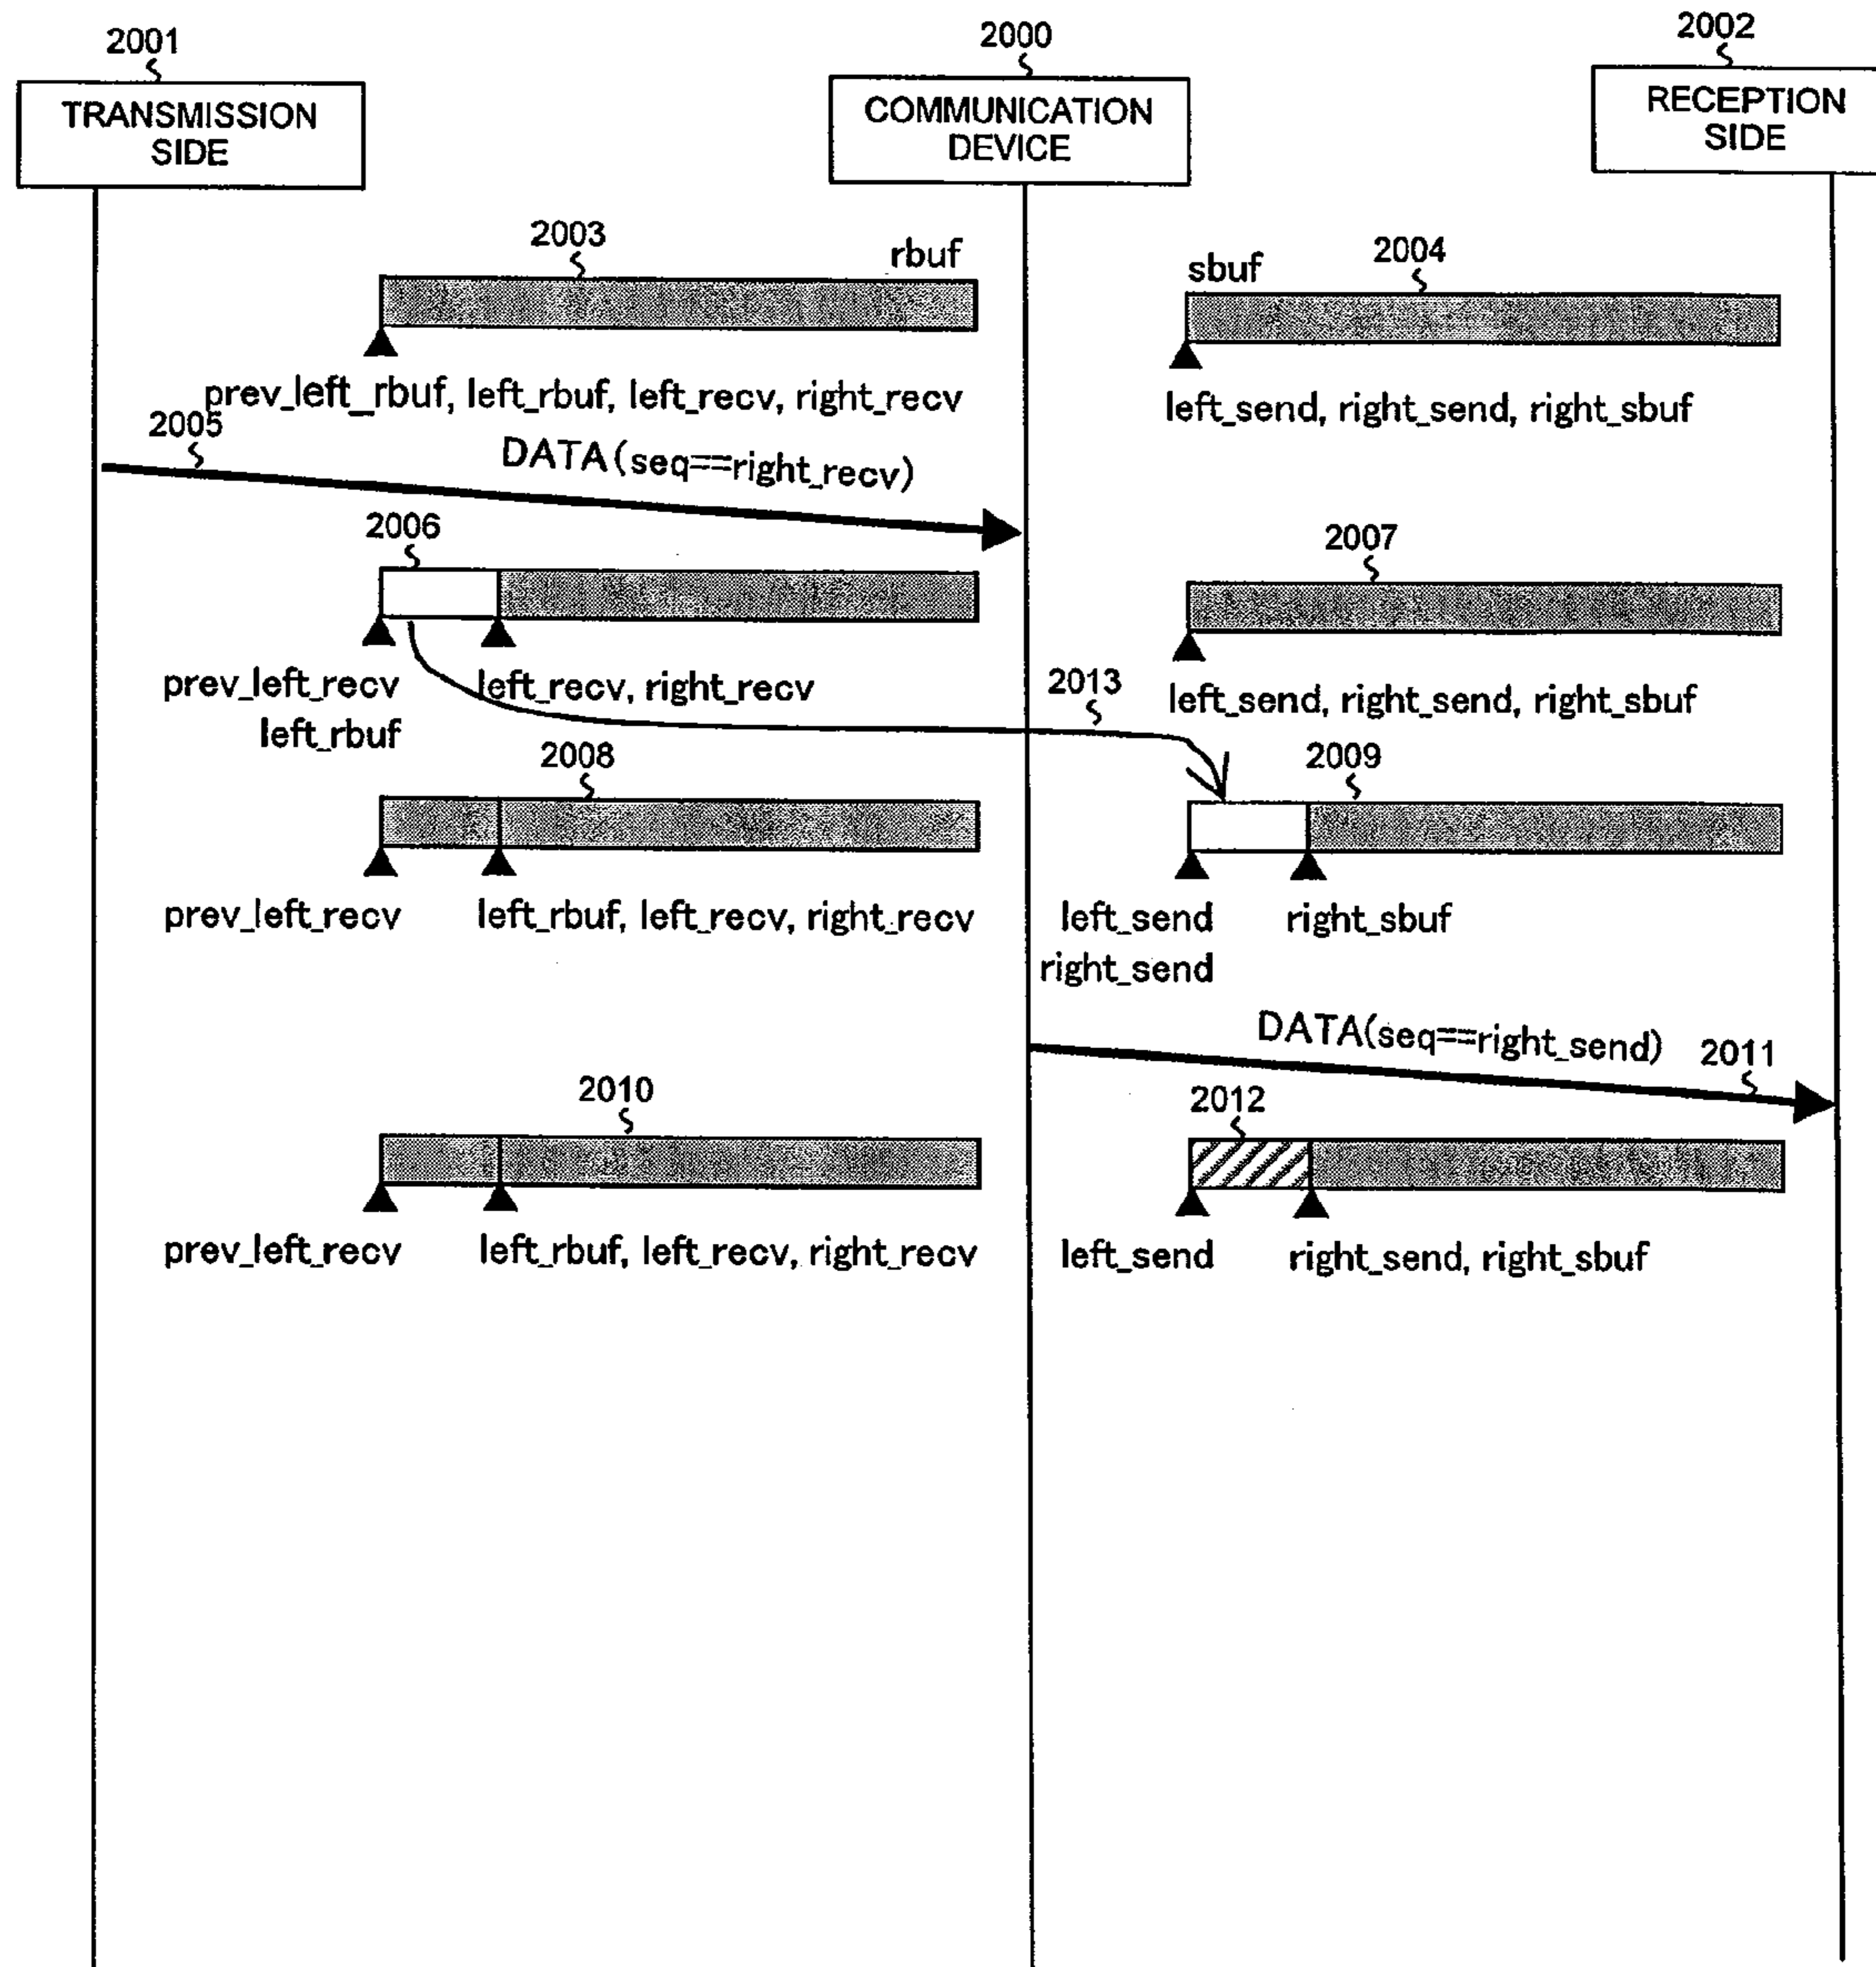 2001
2000
2002
TRANSMISSION
SIDE
COMMUNICATION
DEVICE
RECEPTION
SIDE
2003
rbuf
sbuf
2004
prev_left_rbuf, left_rbuf, left_recv, right_recv
left_send, right_send, right_sbuf
2005
DATA(seq==right_recv)
2006
2007
prev_left_recv
left_rbuf
left_recv, right_recv
2013
left_send, right_send, right_sbuf
2008
2009
prev_left_recv
left_rbuf, left_recv, right_recv
left_send
right_send
right_sbuf
DATA(seq==right_send)
2011
2010
2012
prev_left_recv
left_rbuf, left_recv, right_recv
left_send
right_send, right_sbuf